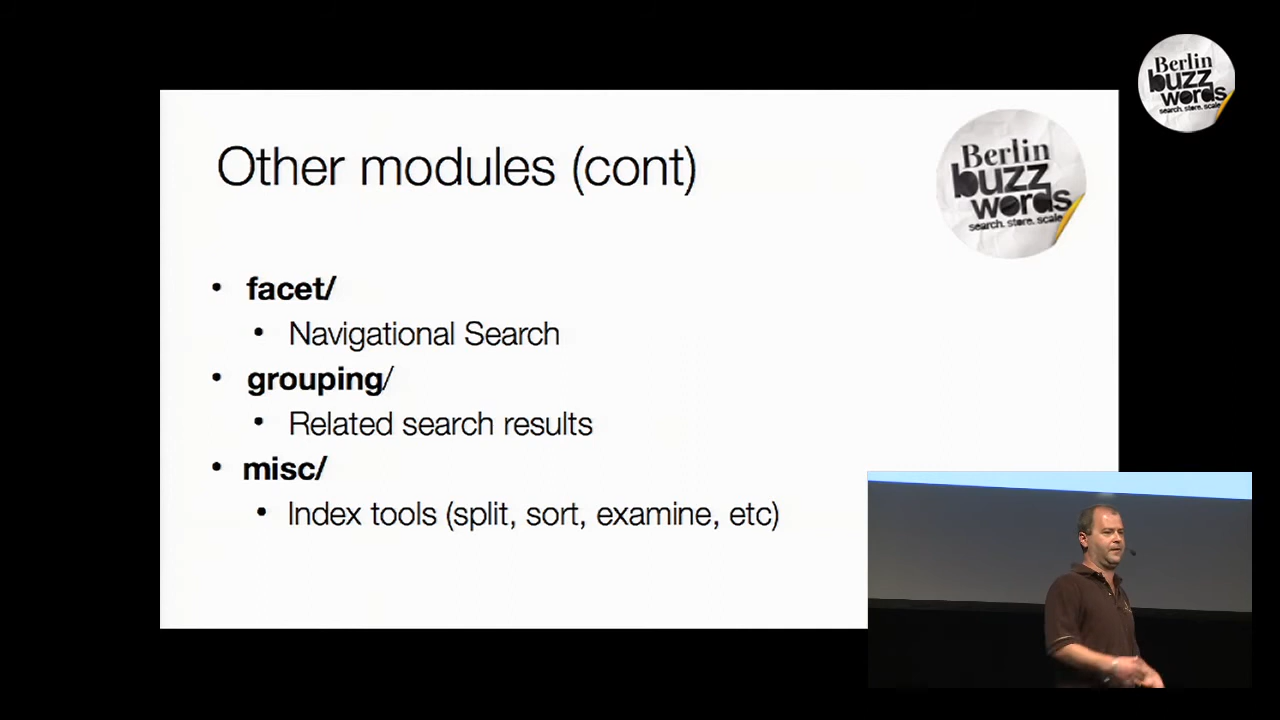 Berlin
buzz
words
search. store. scale
Other modules (cont)
Berlin
buzz
words
search. store. scale
• facet/
• Navigational Search
• grouping/
• Related search results
• misc/
• Index tools (split, sort, examine, etc)